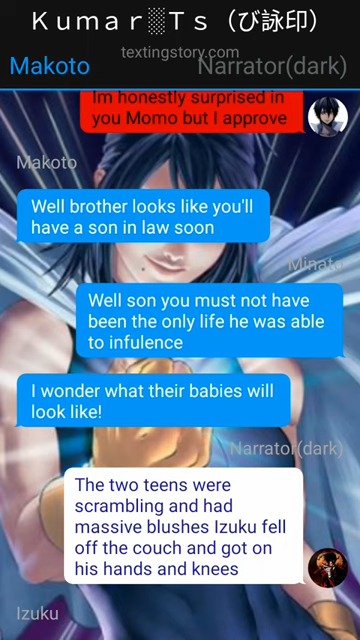 Kumar░Ts（び詠印）
textingstory.com
Makoto
Narrator(dark)
Im honestly surprised in
you Momo but I approve
Makoto
Well brother looks like you'll
have a son in law soon
Minato
Well son you must not have
been the only life he was able
to infulence
I wonder what their babies will
look like!
Narrator(dark)
The two teens were
scrambling and had
massive blushes Izuku fell
off the couch and got on
his hands and knees
Izuku